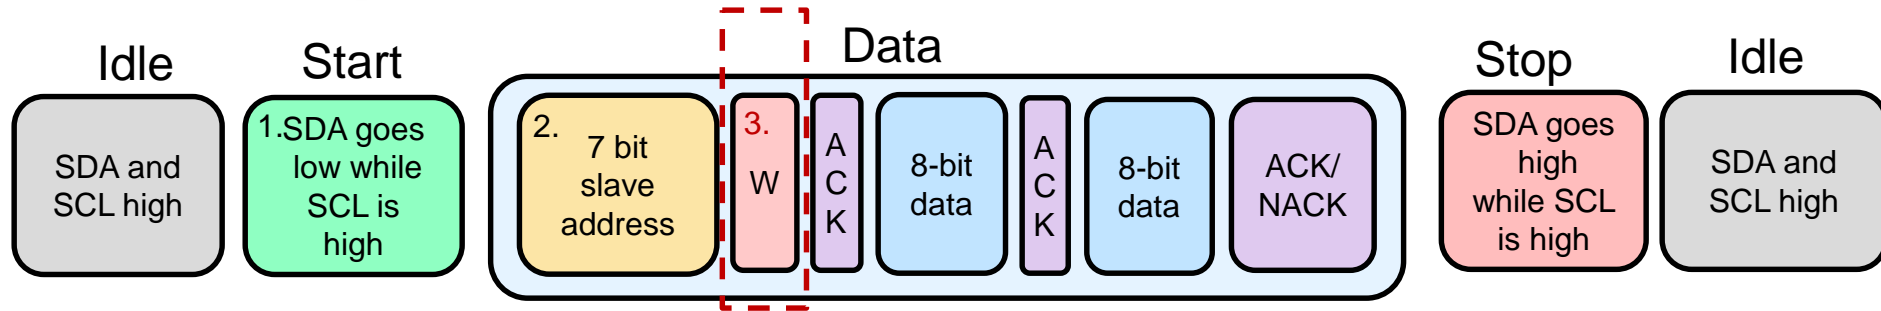 Idle
SDA and
SCL high
Start
1.SDA goes
low while
SCL is
high
Data
2.
7 bit
slave
address
3.
W
A
C
K
8-bit
data
A
C
K
8-bit
data
ACK/
NACK
Stop
SDA goes
high
while SCL
is high
Idle
SDA and
SCL high